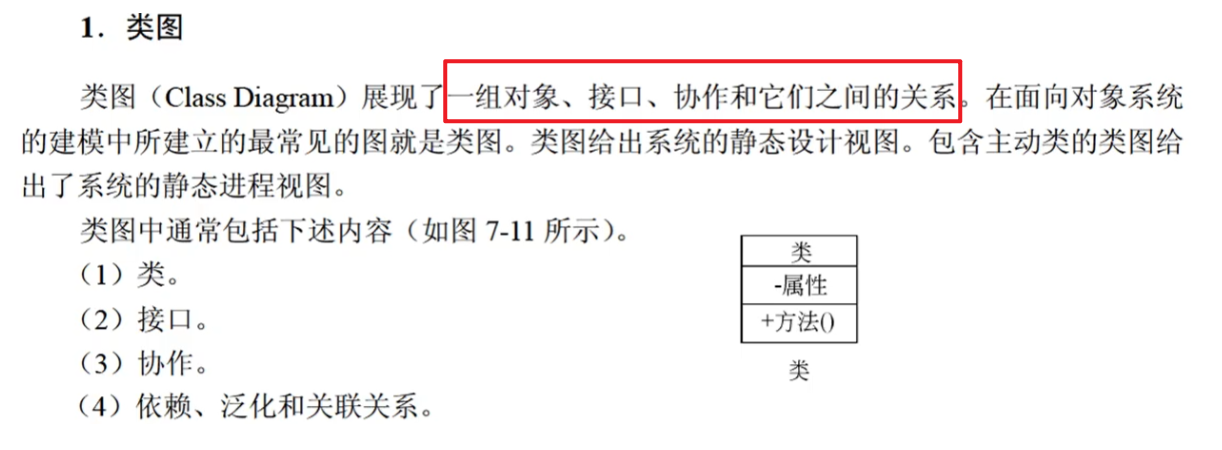 1. 类图
类图（Class Diagram）展现了一组对象、接口、协作和它们之间的关系。在面向对象系统
的建模中所建立的最常见的图就是类图。类图给出系统的静态设计视图。包含主动类的类图给
出了系统的静态进程视图。
类图中通常包括下述内容（如图 7-11 所示）。
（1）类。
（2）接口。
（3）协作。
（4）依赖、泛化和关联关系。
类
-属性
+方法()
类